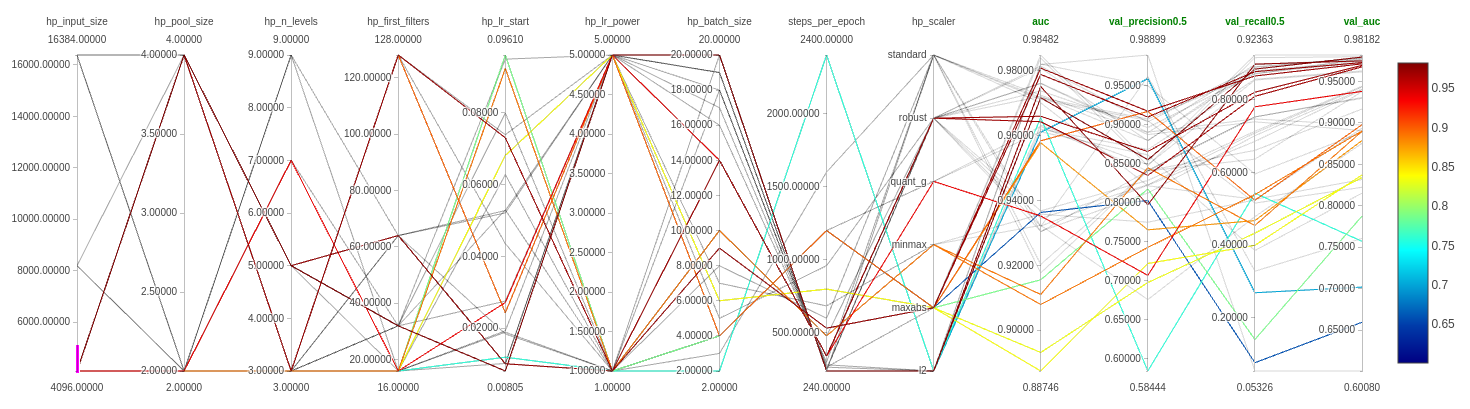 hp_input_size hp_pool_size hp_n_levels hp_first_filters hp_lr_start hp_lr_power hp_batch_size steps_per_epoch hp_scaler auc val_precision0.5 val_recall0.5 val_auc
16384.00000 4.00000 9.00000 128.00000 0.09610 5.00000 20.00000 2400.00000 0.98482 0.98899 0.92363 0.98182
4.00000 9.00000 5.00000 20.00000 standard
16000.00000 0.98000 0.95
120.00000 0.95000 0.95000
4.50000 18.00000
8.00000 0.80000 0.9
14000.00000 0.08000 2000.00000 robust 0.90000 0.90000
3.50000 100.00000 4.00000 16.00000 0.96000
7.00000 14.00000 0.85000 0.85000 0.85
12000.00000 80.00000 0.06000 3.50000 1500.00000 quant_g 0.60000
12.00000 0.94000 0.80000 0.80000 0.8
10000.00000 3.00000 6.00000 3.00000
60.00000 10.00000 minmax 0.40000 0.75
0.04000 2.50000 1000.00000 0.75000 0.75000
8000.00000 5.00000 8.00000 0.92000
2.50000 2.00000 0.70000 0.70000 0.7
40.00000 6.00000 maxabs
6000.00000 4.00000 0.02000 1.50000 500.00000 0.90000 0.65000 0.20000 0.65000 0.65
4.00000
20.00000 0.60000
2.00000 3.00000 1.00000 2.00000 l2
4096.00000 2.00000 3.00000 16.00000 0.00805 1.00000 2.00000 240.00000 0.88746 0.58444 0.05326 0.60080